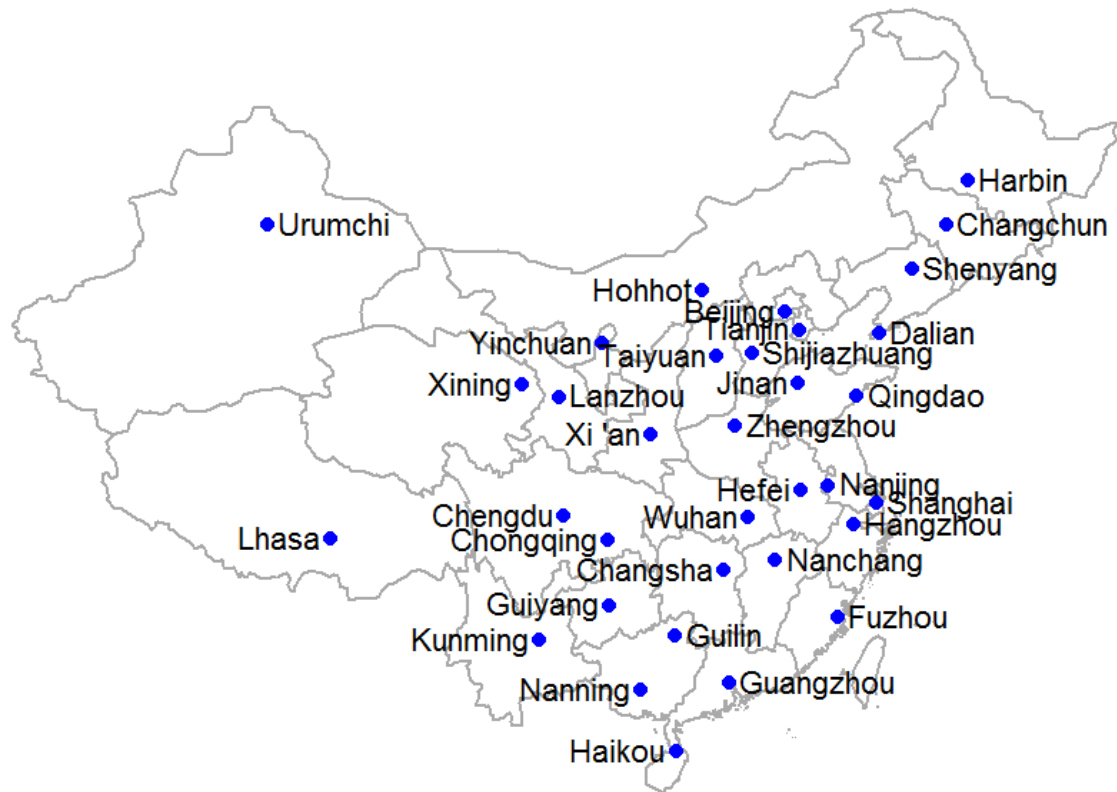 Harbin
Urumchi
Changchun
Shenyang
Hohhot
Beijing
Tianjin
Dalian
Yinchuan
Taiyuan
Shijiazhuang
Xining
Lanzhou
Jinan
Qingdao
Xi 'an
Zhengzhou
Hefei
Nanjing
Shanghai
Chengdu
Wuhan
Hangzhou
Lhasa
Chongqing
Changsha
Nanchang
Guiyang
Fuzhou
Kunming
Guilin
Nanning
Guangzhou
Haikou